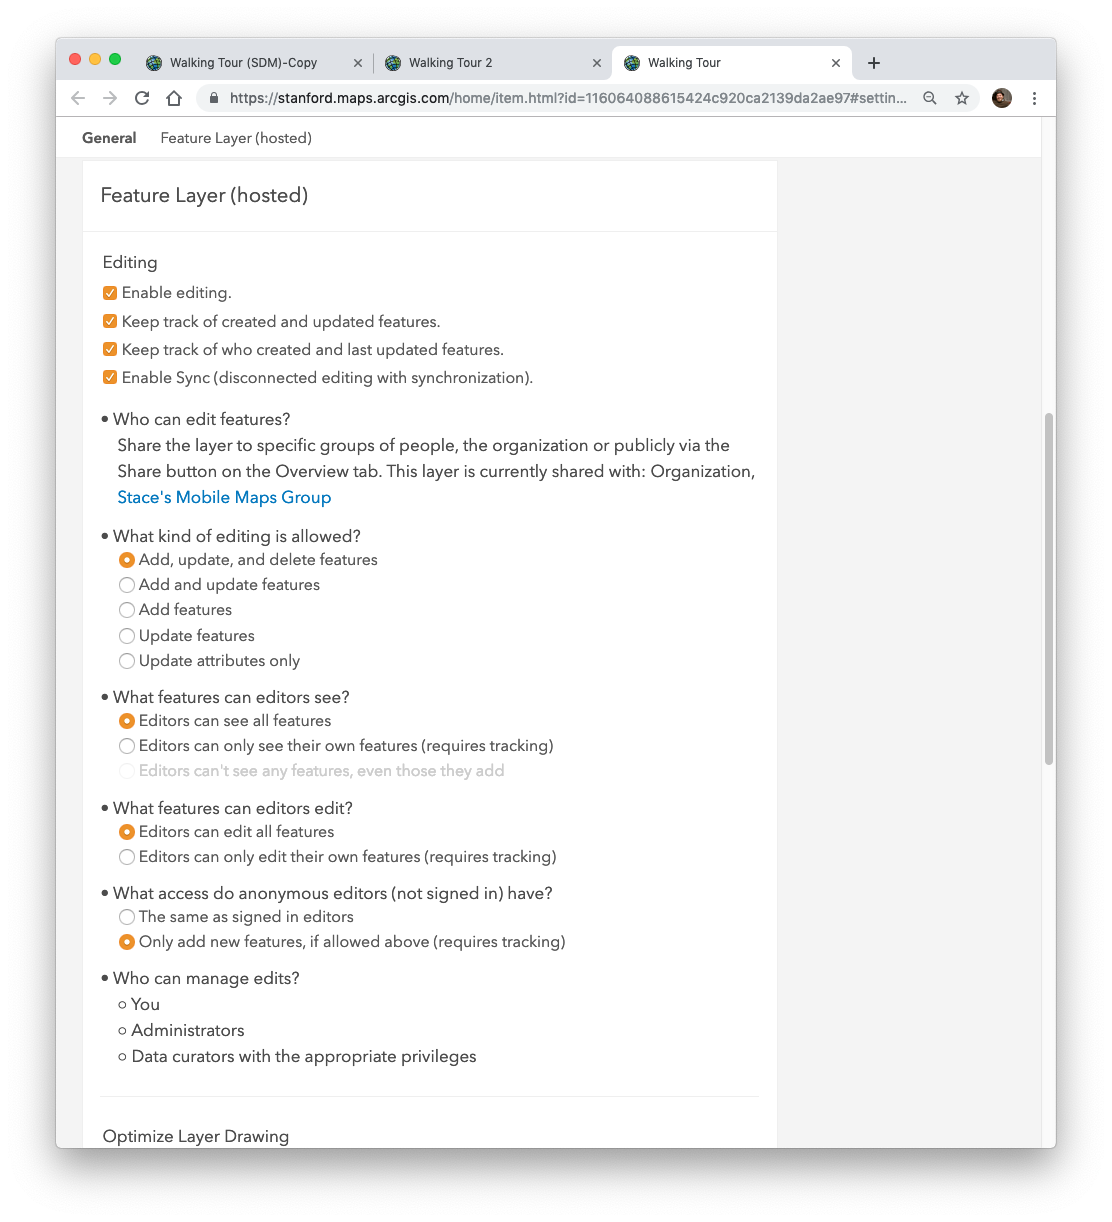 Walking Tour (SDM)-Copy
Walking Tour 2
Walking Tour
https://stanford.maps.arcgis.com/home/item.html?id=116064088615424c920ca2139da2ae97#settin...
General
Feature Layer (hosted)
Feature Layer (hosted)
Editing
Enable editing.
Keep track of created and updated features.
Keep track of who created and last updated features.
Enable Sync (disconnected editing with synchronization).
• Who can edit features?
Share the layer to specific groups of people, the organization or publicly via the
Share button on the Overview tab. This layer is currently shared with: Organization,
Stace's Mobile Maps Group
• What kind of editing is allowed?
Add, update, and delete features
Add and update features
Add features
Update features
Update attributes only
• What features can editors see?
Editors can see all features
Editors can only see their own features (requires tracking)
Editors can't see any features, even those they add
• What features can editors edit?
Editors can edit all features
Editors can only edit their own features (requires tracking)
• What access do anonymous editors (not signed in) have?
The same as signed in editors
Only add new features, if allowed above (requires tracking)
• Who can manage edits?
○ You
○ Administrators
○ Data curators with the appropriate privileges
Optimize Layer Drawing